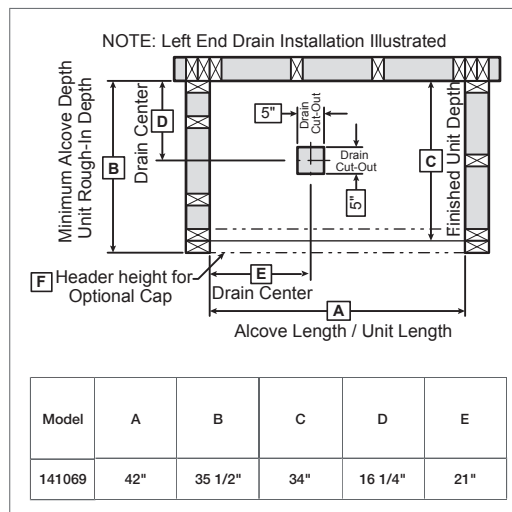 NOTE: Left End Drain Installation Illustrated
Minimum Alcove Depth
Unit Rough-In Depth
B
D
Drain Center
5"
Drain
Cut-Out
Drain
Cut-Out
5"
C
Finished Unit Depth
F Header height for
Optional Cap
E
Drain Center
A
Alcove Length / Unit Length
Model A B C D E
141069 42" 35 1/2" 34" 16 1/4" 21"